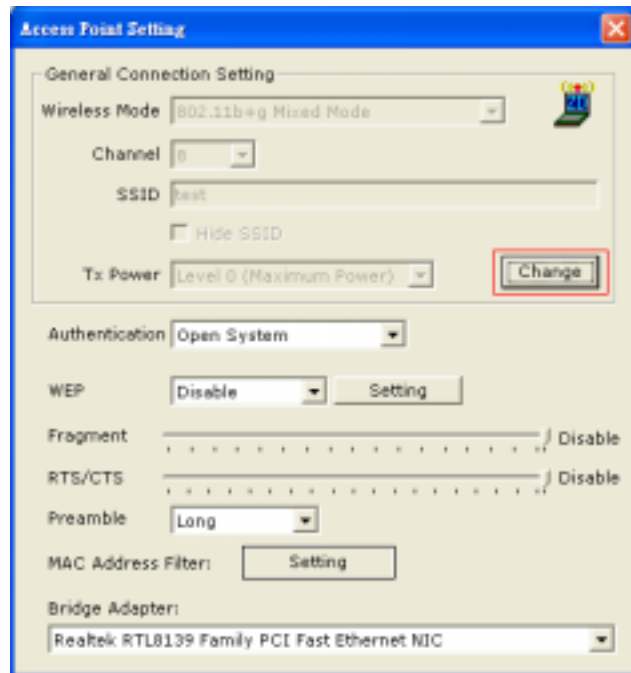 Access Point Setting
General Connection Setting
Wireless Mode 802.11b+g Mixed Mode
Channel 8
SSID test
Hide SSID
Tx Power Level 0 (Maximum Power) Change
Authentication Open System
WEP Disable Setting
Fragment Disable
RTS/CTS Disable
Preamble Long
MAC Address Filter: Setting
Bridge Adapter:
Realtek RTL8139 Family PCI Fast Ethernet NIC